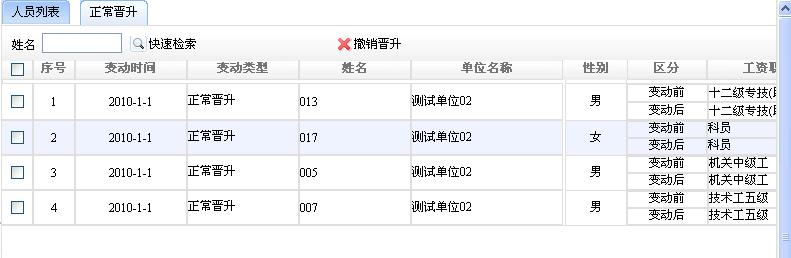 人员列表 正常晋升
姓名 快速检索 撤销晋升
序号 变动时间 变动类型 姓名 单位名称 性别 区分
1 2010-1-1 正常晋升 013 测试单位02 男 变动前 十二级专技
变动后 十二级专技
2 2010-1-1 正常晋升 017 测试单位02 女 变动前 科员
变动后 科员
3 2010-1-1 正常晋升 005 测试单位02 男 变动前 机关中级工
变动后 机关中级工
4 2010-1-1 正常晋升 007 测试单位02 男 变动前 技术工五级
变动后 技术工五级